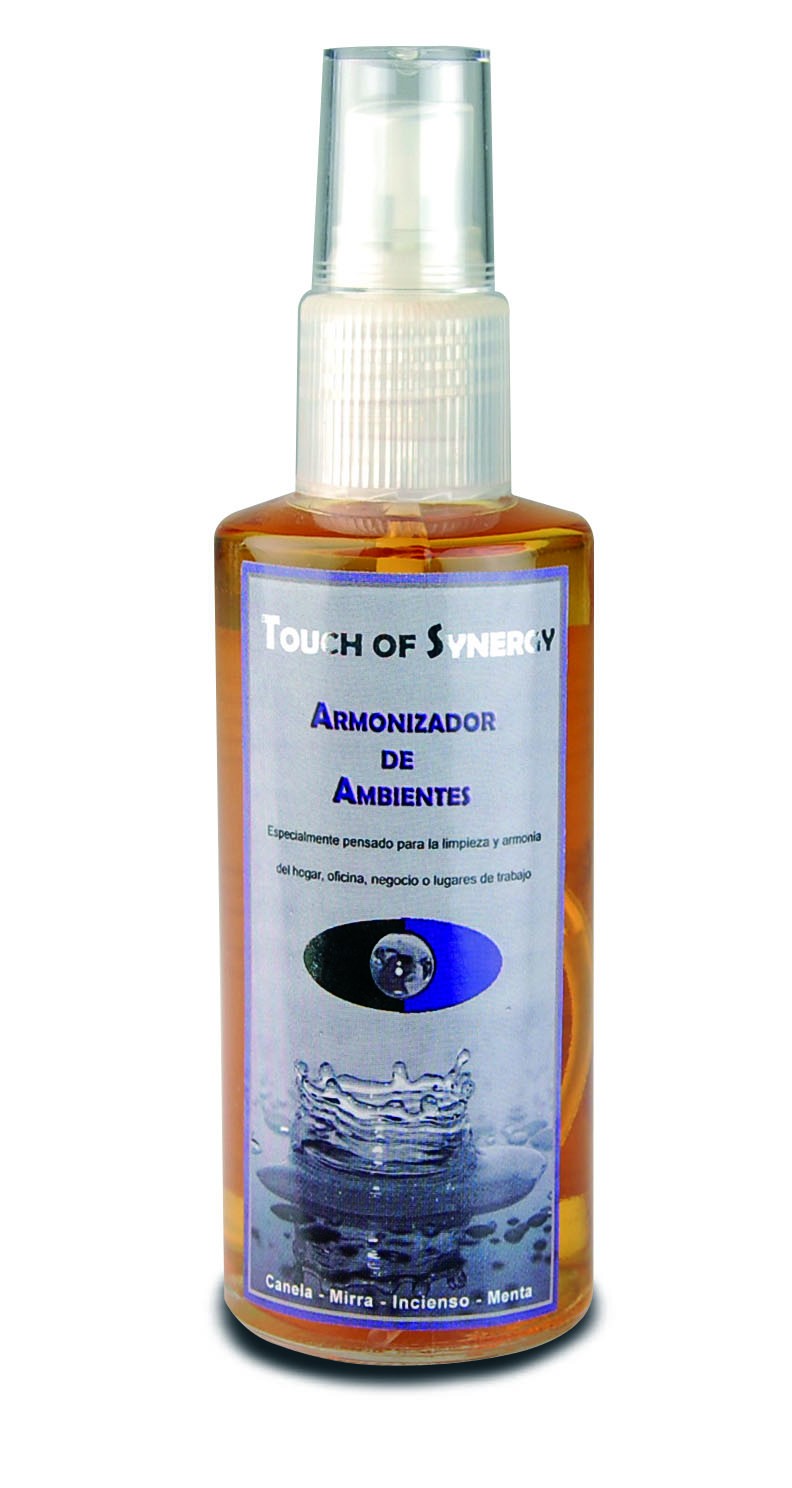 TOUCH OF SYNERGY
ARMONIZADOR
DE
AMBIENTES
Especialmente pensado para la limpieza y armonía
del hogar, oficina, negocio o lugares de trabajo
Canela - Mirra - Incienso - Menta